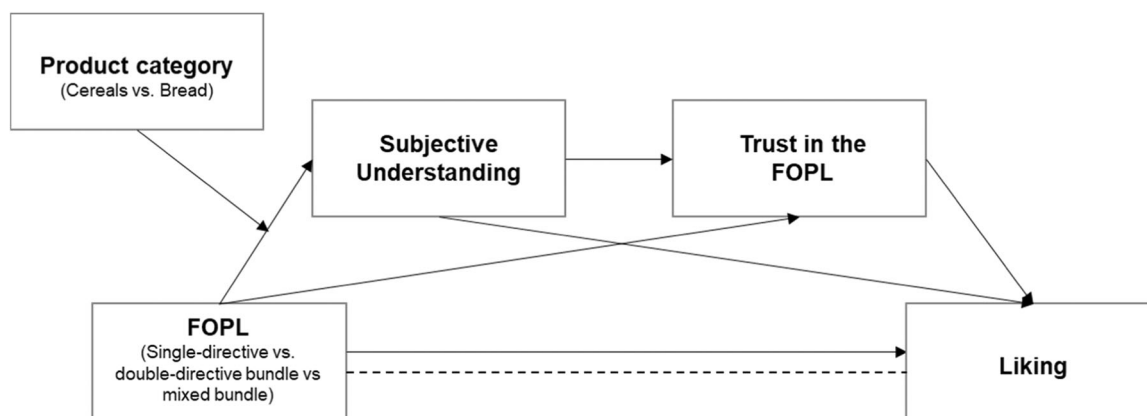 Product category
(Cereals vs. Bread)
Subjective
Understanding
Trust in the
FOPL
FOPL
(Single-directive vs.
double-directive bundle vs
mixed bundle)
Liking